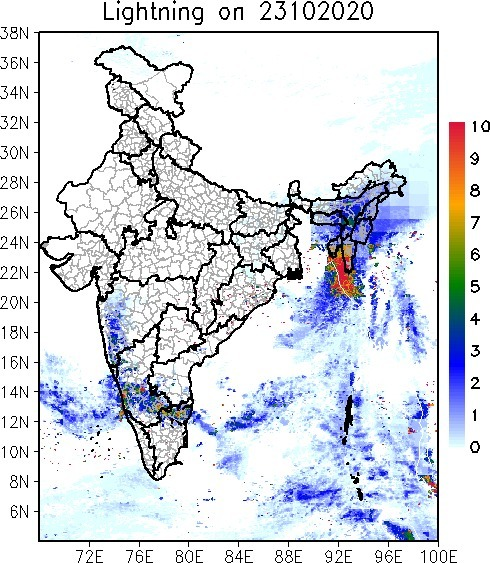 Lightning on 23102020
38N
36N
34N
32N
30N
28N
26N
24N
22N
20N
18N
16N
14N
12N
10N
8N
6N
72E 76E 80E 84E 88E 92E 96E 100E
10
9
8
7
6
5
4
3
2
1
0